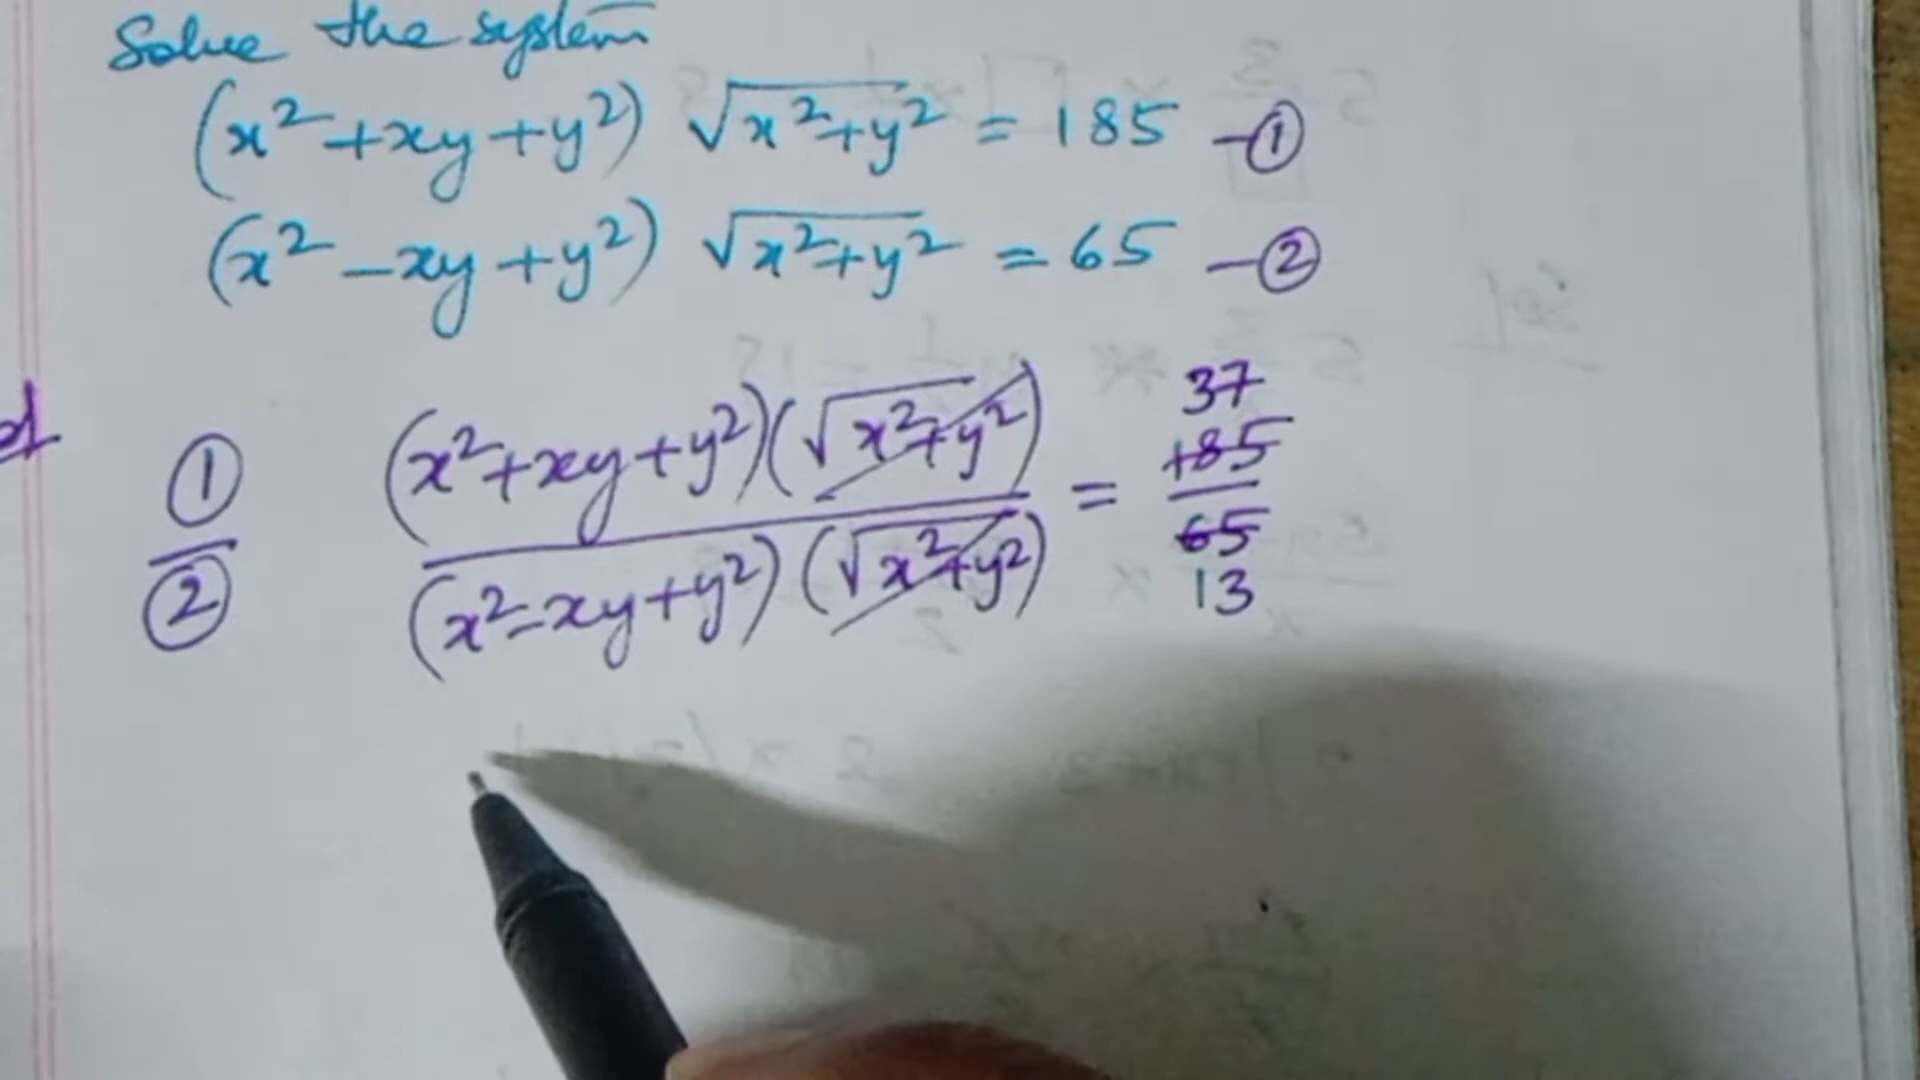 Solve the system
(x²+xy+y²) √x²+y² = 185 –①
(x²–xy+y²) √x²+y² = 65 –②
① (x²+xy+y²)(√x²+y²) = 37 185
② (x²–xy+y²)(√x²+y²) 65 13